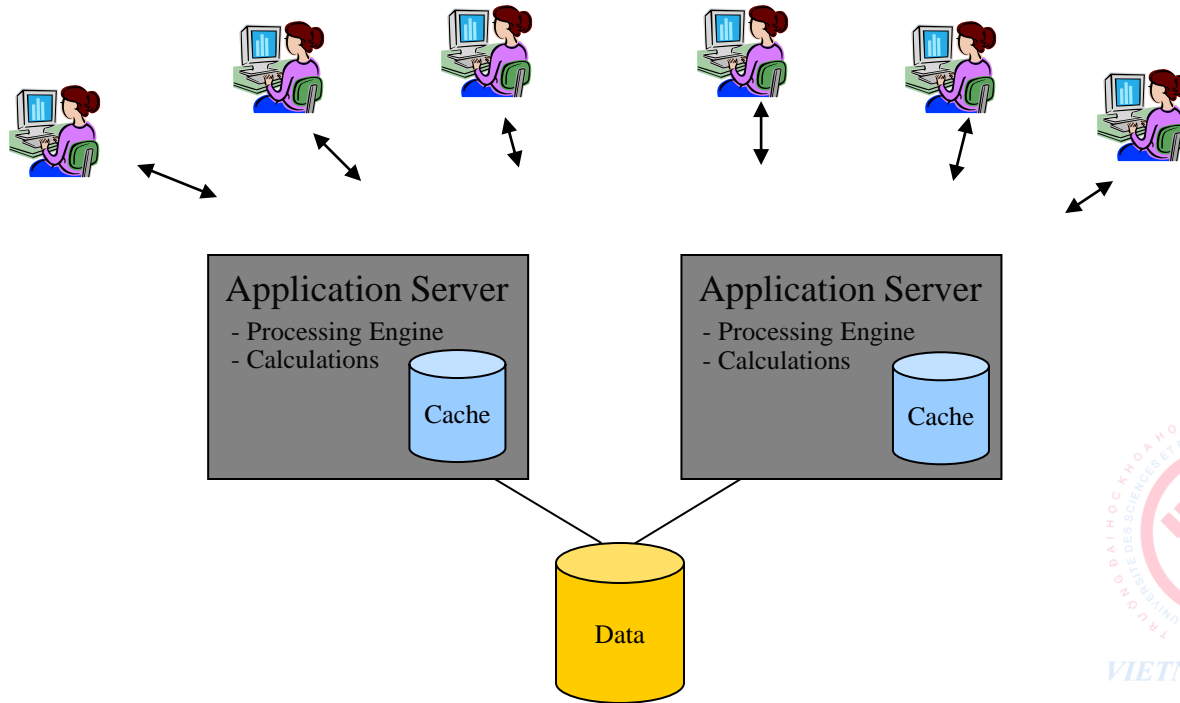 Application Server
- Processing Engine
- Calculations
Cache
Application Server
- Processing Engine
- Calculations
Cache
Data